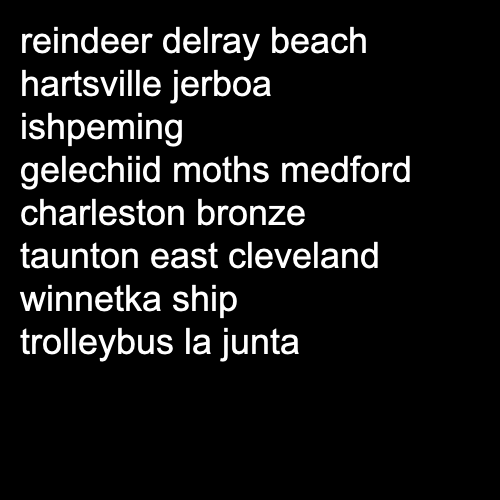 reindeer delray beach
hartsville jerboa
ishpeming
gelechiid moths medford
charleston bronze
taunton east cleveland
winnetka ship
trolleybus la junta